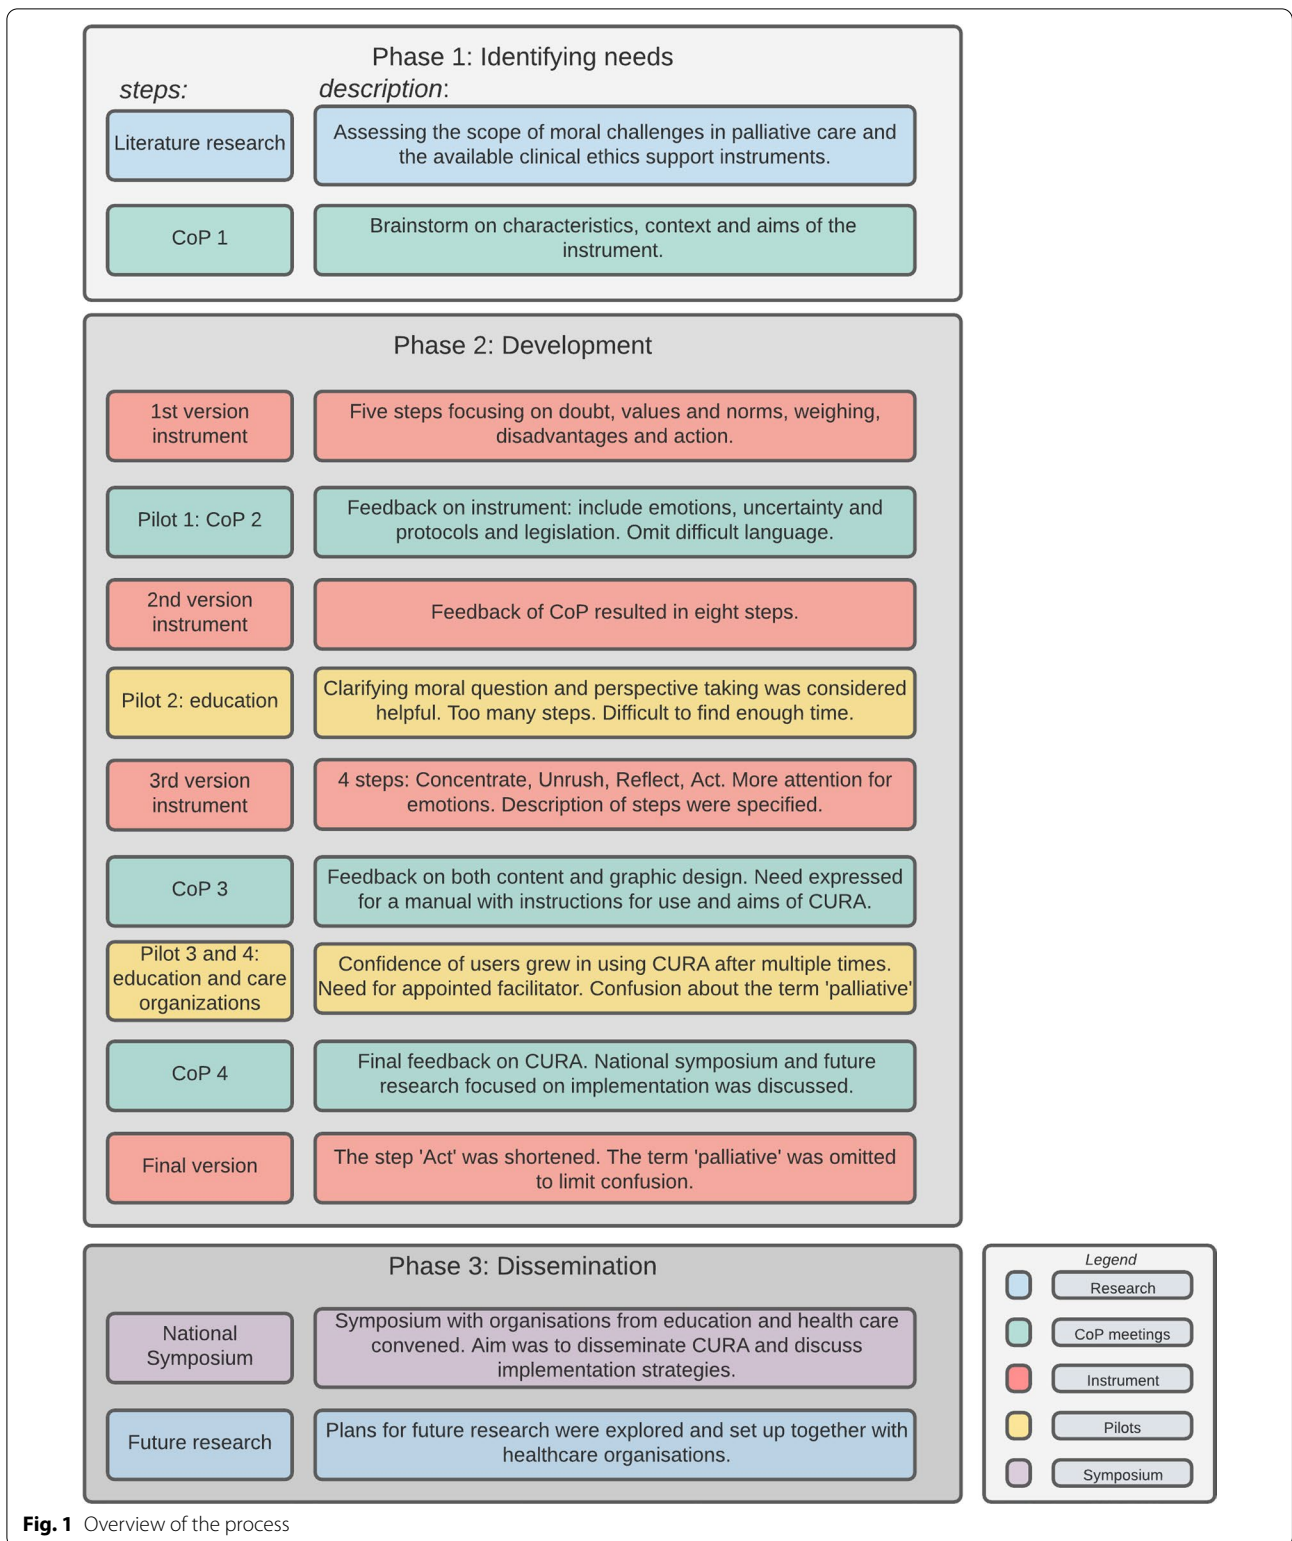 Phase 1: Identifying needs
steps:
description:
Literature research
Assessing the scope of moral challenges in palliative care and
the available clinical ethics support instruments.
CoP 1
Brainstorm on characteristics, context and aims of the
instrument.
Phase 2: Development
1st version
instrument
Five steps focusing on doubt, values and norms, weighing,
disadvantages and action.
Pilot 1: CoP 2
Feedback on instrument: include emotions, uncertainty and
protocols and legislation. Omit difficult language.
2nd version
instrument
Feedback of CoP resulted in eight steps.
Pilot 2: education
Clarifying moral question and perspective taking was considered
helpful. Too many steps. Difficult to find enough time.
3rd version
instrument
4 steps: Concentrate, Unrush, Reflect, Act. More attention for
emotions. Description of steps were specified.
CoP 3
Feedback on both content and graphic design. Need expressed
for a manual with instructions for use and aims of CURA.
Pilot 3 and 4:
education and care
organizations
Confidence of users grew in using CURA after multiple times.
Need for appointed facilitator. Confusion about the term 'palliative'
CoP 4
Final feedback on CURA. National symposium and future
research focused on implementation was discussed.
Final version
The step 'Act' was shortened. The term 'palliative' was omitted
to limit confusion.
Phase 3: Dissemination
National
Symposium
Symposium with organisations from education and health care
convened. Aim was to disseminate CURA and discuss
implementation strategies.
Future research
Plans for future research were explored and set up together with
healthcare organisations.
Legend
Research
CoP meetings
Instrument
Pilots
Symposium
Fig. 1 Overview of the process